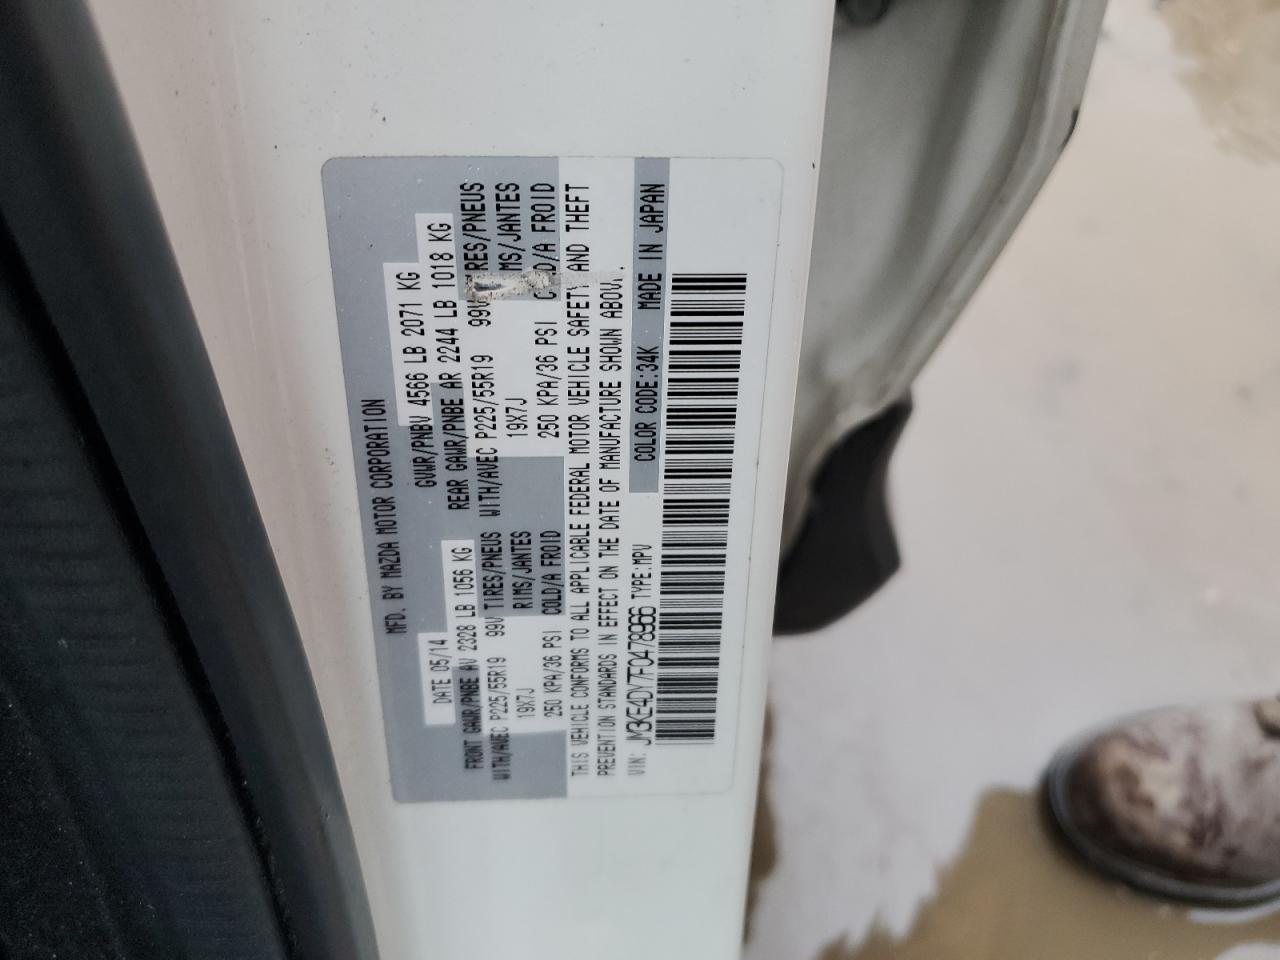 MFD. BY MAZDA MOTOR CORPORATION
DATE 05/14 GVWR/PNBV 4566 LB 2071 KG
FRONT GAWR/PNBE AV 2328 LB 1056 KG REAR GAWR/PNBE AR 2244 LB 1018 KG
WITH/AVEC P225/55R19 99V TIRES/PNEUS WITH/AVEC P225/55R19 99V RES/PNEUS
19X7J RIMS/JANTES 19X7J MS/JANTES
250 KPA/36 PSI COLD/A FROID 250 KPA/36 PSI D/A FROID
THIS VEHICLE CONFORMS TO ALL APPLICABLE FEDERAL MOTOR VEHICLE SAFETY AND THEFT
PREVENTION STANDARDS IN EFFECT ON THE DATE OF MANUFACTURE SHOWN ABOVE.
VIN: JM3KE4DY7F0478966 TYPE:MPV COLOR CODE:34K MADE IN JAPAN